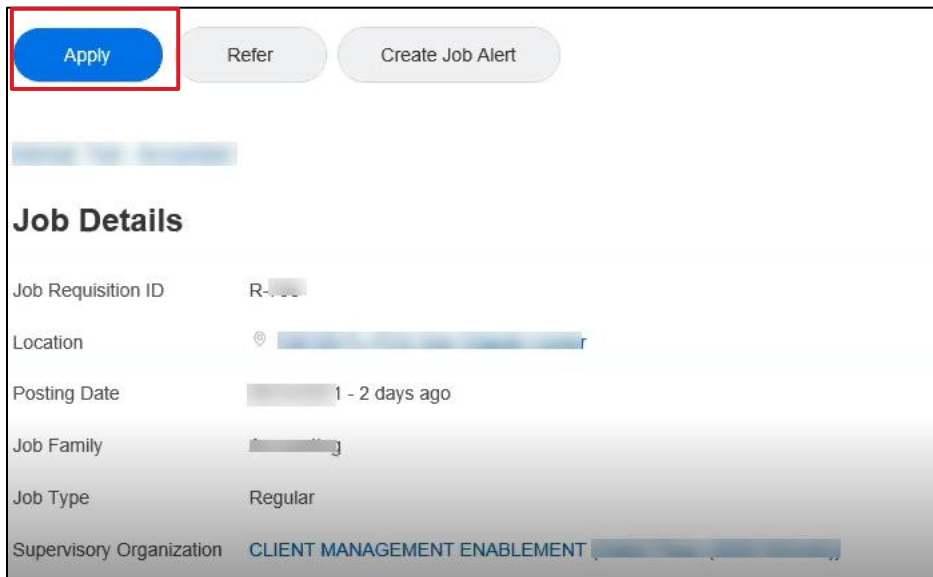 Apply Refer Create Job Alert
Job Details
Job Requisition ID R-
Location
Posting Date 1 - 2 days ago
Job Family
Job Type Regular
Supervisory Organization CLIENT MANAGEMENT ENABLEMENT